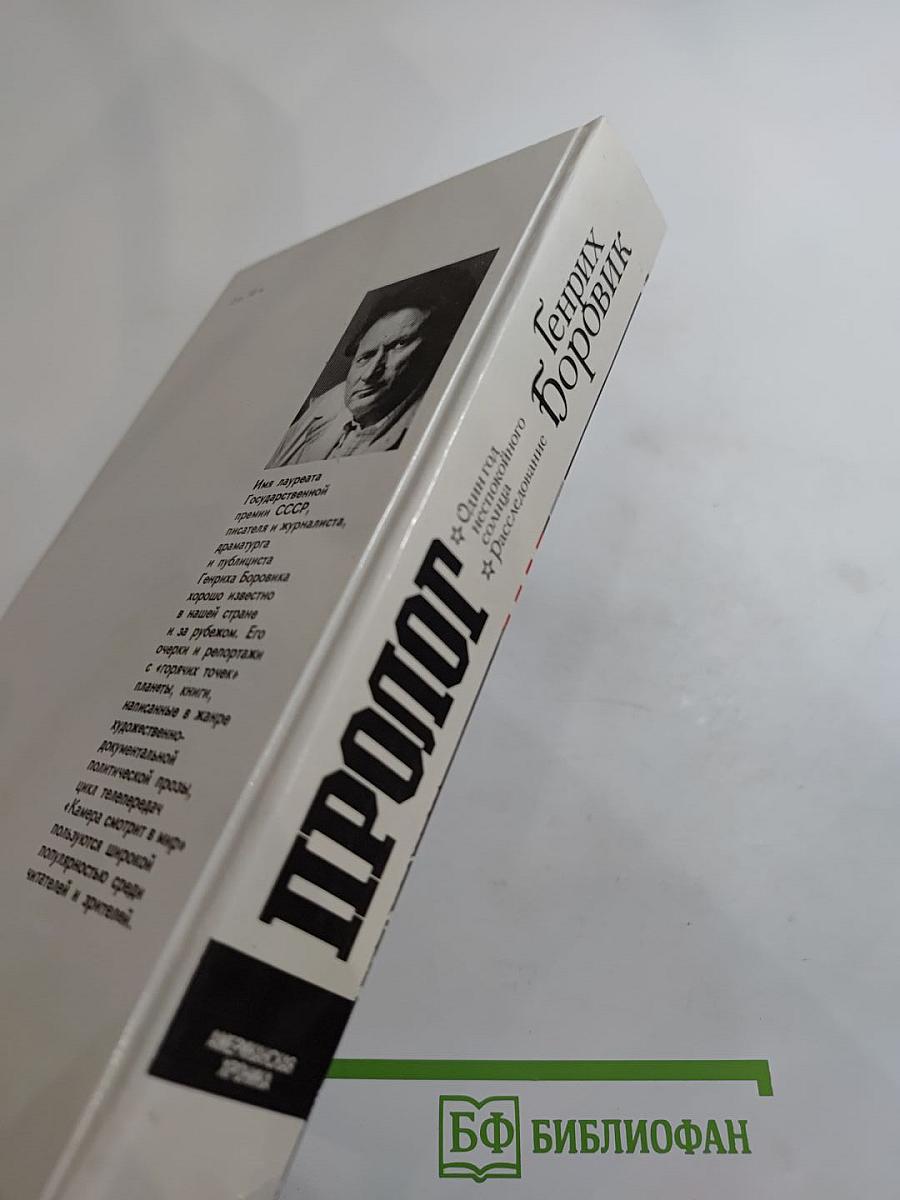 Имя лауреата
Государственной
премии СССР,
писателя и журналиста,
драматурга
и публициста
Генриха Боровика
хорошо известно
в нашей стране
и за рубежом. Его
очерки и репортажи
с «горячих точек»
планеты, книги,
написанные в жанре
художественно-
документальной
политической прозы,
цикл телепередач
«Камера смотрит в мир»
пользуются широкой
популярностью среди
читателей и зрителей.
Генрих
Боровик
☆ Один год
неспокойного
солнца
☆ Расследование
ПРОЛОГ
АМЕРИКАНСКАЯ
ХРОНИКА
БФ БИБЛИОФАН